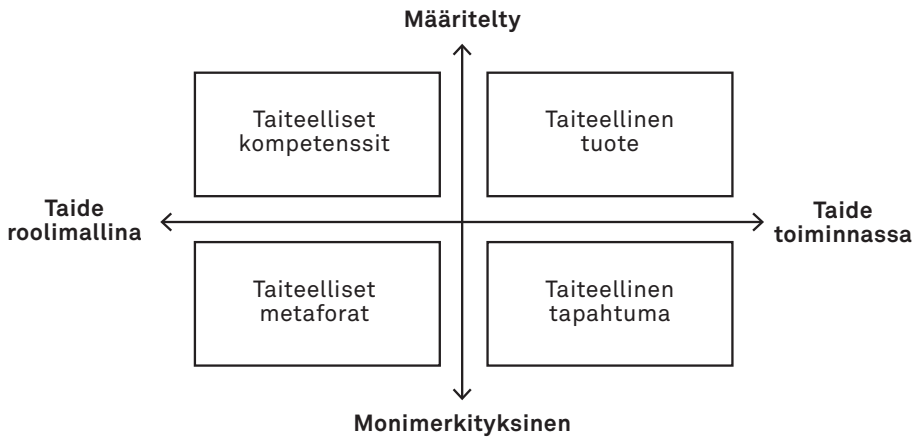 Määritelty
Taiteelliset
kompetenssit
Taiteellinen
tuote
Taide
roolimallina
Taide
toiminnassa
Taiteelliset
metaforat
Taiteellinen
tapahtuma
Monimerkityksinen